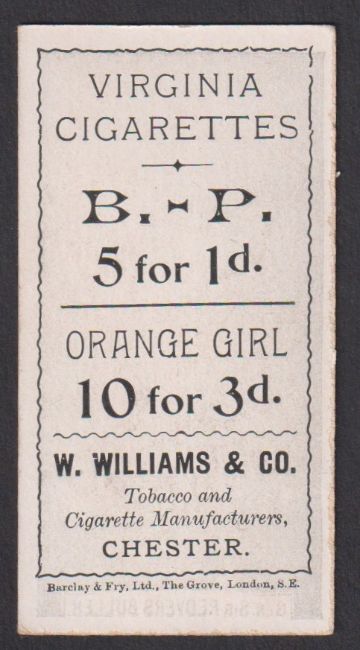 VIRGINIA
CIGARETTES
B. - P.
5 for 1d.
ORANGE GIRL
10 for 3d.
W. WILLIAMS & CO.
Tobacco and
Cigarette Manufacturers,
CHESTER.
Barclay & Fry, Ltd., The Grove, London, S.E.